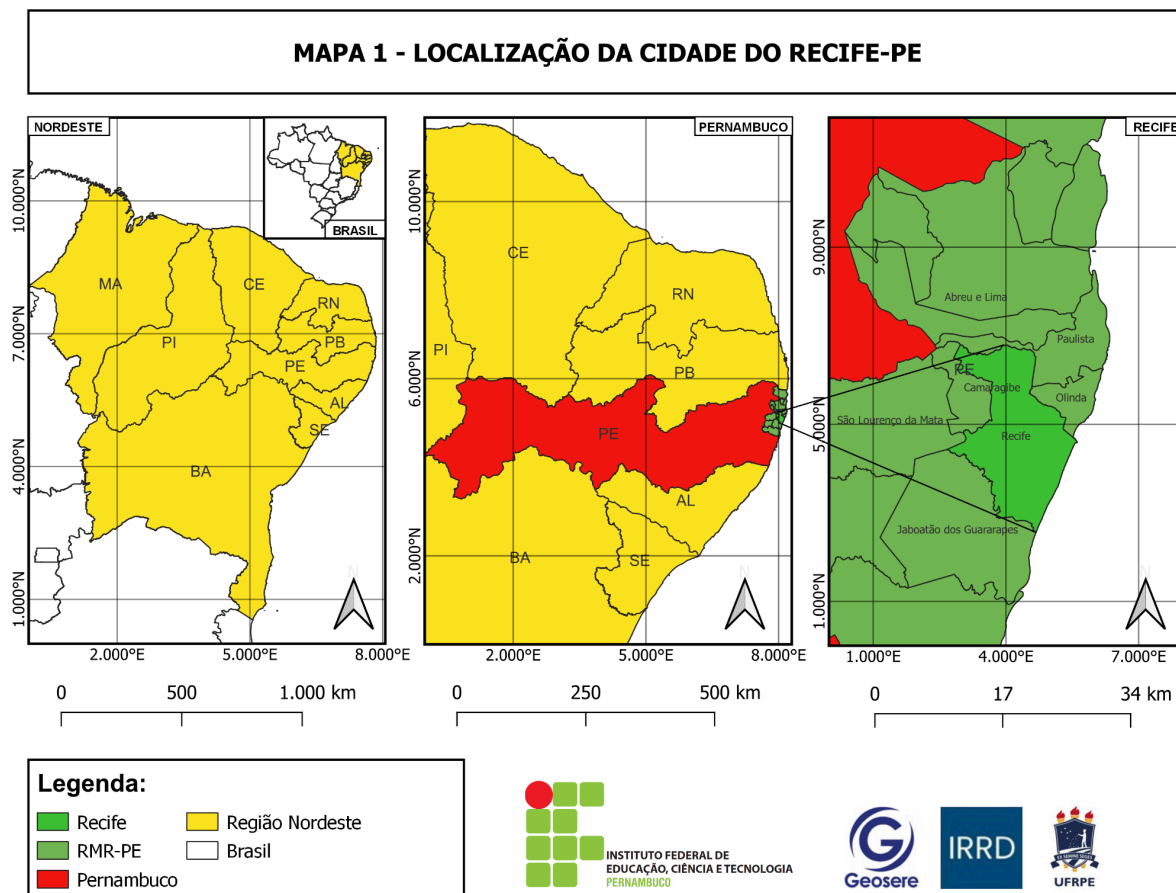 MAPA 1 - LOCALIZAÇÃO DA CIDADE DO RECIFE-PE
NORDESTE
BRASIL
10.000°N
7.000°N
4.000°N
1.000°N
MA
CE
RN
PI
PB
PE
AL
SE
BA
N
2.000°E
5.000°E
8.000°E
0
500
1.000 km
PERNAMBUCO
10.000°N
6.000°N
2.000°N
CE
RN
PI
PB
PE
AL
BA
SE
N
2.000°E
5.000°E
8.000°E
0
250
500 km
RECIFE
9.000°N
5.000°N
1.000°N
Abreu e Lima
Paulista
PE
Camaragibe
Olinda
São Lourenço da Mata
Recife
Jaboatão dos Guararapes
N
1.000°E
4.000°E
7.000°E
0
17
34 km
Legenda:
Recife
Região Nordeste
RMR-PE
Brasil
Pernambuco
INSTITUTO FEDERAL DE
EDUCAÇÃO, CIÊNCIA E TECNOLOGIA
PERNAMBUCO
Geosere
IRRD
UFRPE